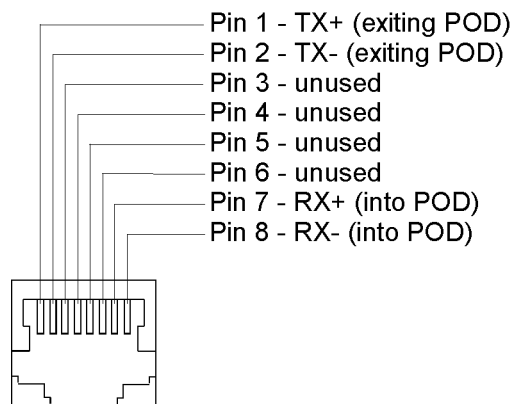 Pin 1 - TX+ (exiting POD)
Pin 2 - TX- (exiting POD)
Pin 3 - unused
Pin 4 - unused
Pin 5 - unused
Pin 6 - unused
Pin 7 - RX+ (into POD)
Pin 8 - RX- (into POD)